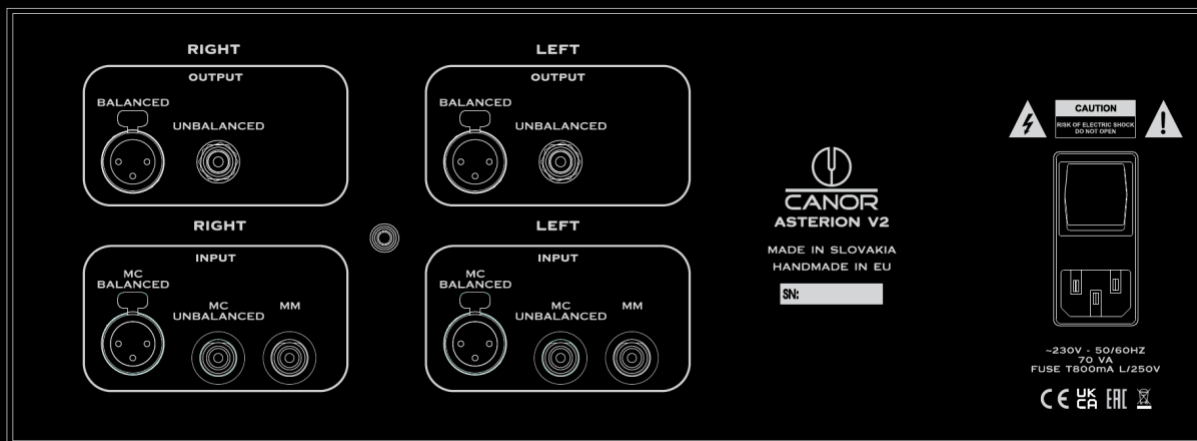 RIGHT
OUTPUT
BALANCED
UNBALANCED
LEFT
OUTPUT
BALANCED
UNBALANCED
RIGHT
INPUT
MC
BALANCED
MC
UNBALANCED
MM
LEFT
INPUT
MC
BALANCED
MC
UNBALANCED
MM
CANOR
ASTERION V2
MADE IN SLOVAKIA
HANDMADE IN EU
SN:
CAUTION
RISK OF ELECTRIC SHOCK
DO NOT OPEN
~230V - 50/60HZ
70 VA
FUSE T800mA L/250V
CE UK CA EAC